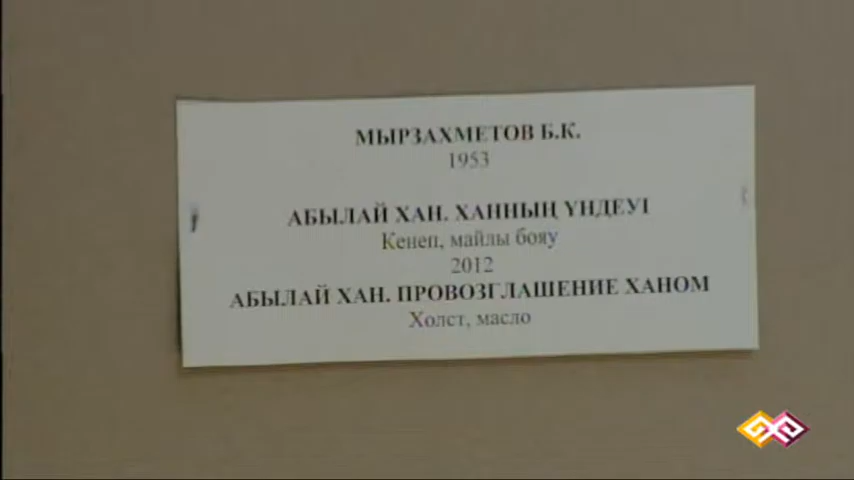 МЫРЗАХМЕТОВ Б.К.
1953
АБЫЛАЙ ХАН. ХАННЫҢ ҮНДЕУІ
Кенеп, майлы бояу
2012
АБЫЛАЙ ХАН. ПРОВОЗГЛАШЕНИЕ ХАНОМ
Холст, масло